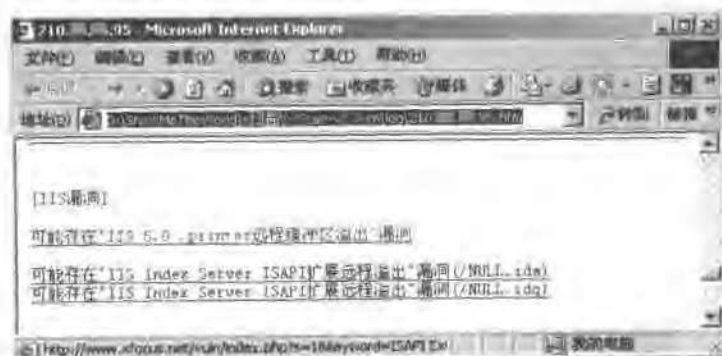 210. . .95 - Microsoft Internet Explorer
文件(F) 编辑(E) 查看(V) 收藏(A) 工具(T) 帮助(H)
搜索 收藏夹 媒体
地址(D) 转到 链接
[IIS漏洞]
可能存在"IIS 5.0 .printer远程缓冲区溢出"漏洞
可能存在"IIS Index Server ISAPI扩展远程溢出"漏洞(/NULL.ida)
可能存在"IIS Index Server ISAPI扩展远程溢出"漏洞(/NULL.idq)
我的电脑